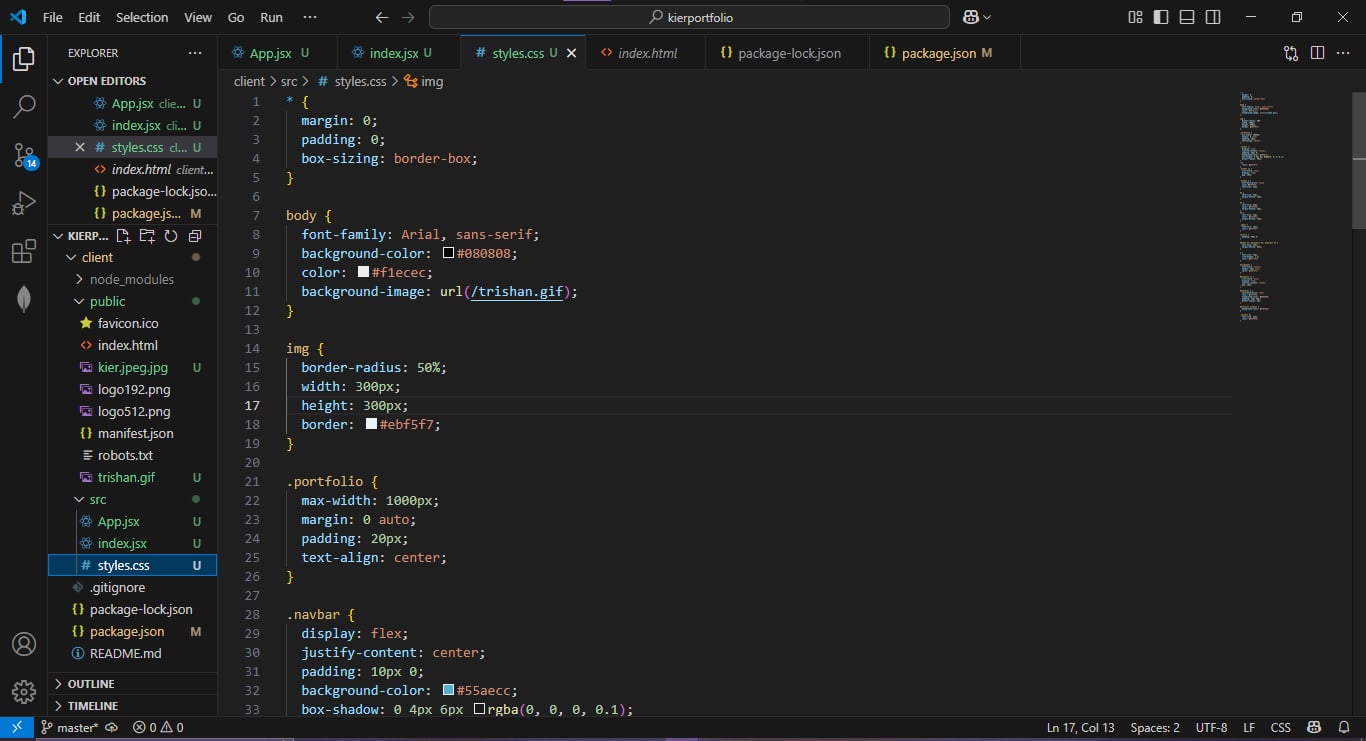 File Edit Selection View Go Run ··· kierportfolio
EXPLORER ···
OPEN EDITORS
App.jsx clie... U
index.jsx cli... U
styles.css cl... U
index.html client...
package-lock.jso...
package.js... M
KIERP...
client
node_modules
public
favicon.ico
index.html
kier.jpeg.jpg U
logo192.png
logo512.png
manifest.json
robots.txt
trishan.gif U
src
App.jsx U
index.jsx U
styles.css U
.gitignore
package-lock.json
package.json M
README.md
OUTLINE
TIMELINE
14
App.jsx U index.jsx U styles.css U index.html package-lock.json package.json M
client > src > # styles.css > img
1 * {
2 margin: 0;
3 padding: 0;
4 box-sizing: border-box;
5 }
6
7 body {
8 font-family: Arial, sans-serif;
9 background-color: #080808;
10 color: #f1ecec;
11 background-image: url(/trishan.gif);
12 }
13
14 img {
15 border-radius: 50%;
16 width: 300px;
17 height: 300px;
18 border: #ebf5f7;
19 }
20
21 .portfolio {
22 max-width: 1000px;
23 margin: 0 auto;
24 padding: 20px;
25 text-align: center;
26 }
27
28 .navbar {
29 display: flex;
30 justify-content: center;
31 padding: 10px 0;
32 background-color: #55aecc;
33 box-shadow: 0 4px 6px rgba(0, 0, 0, 0.1);
master* 0 0 Ln 17, Col 13 Spaces: 2 UTF-8 LF CSS